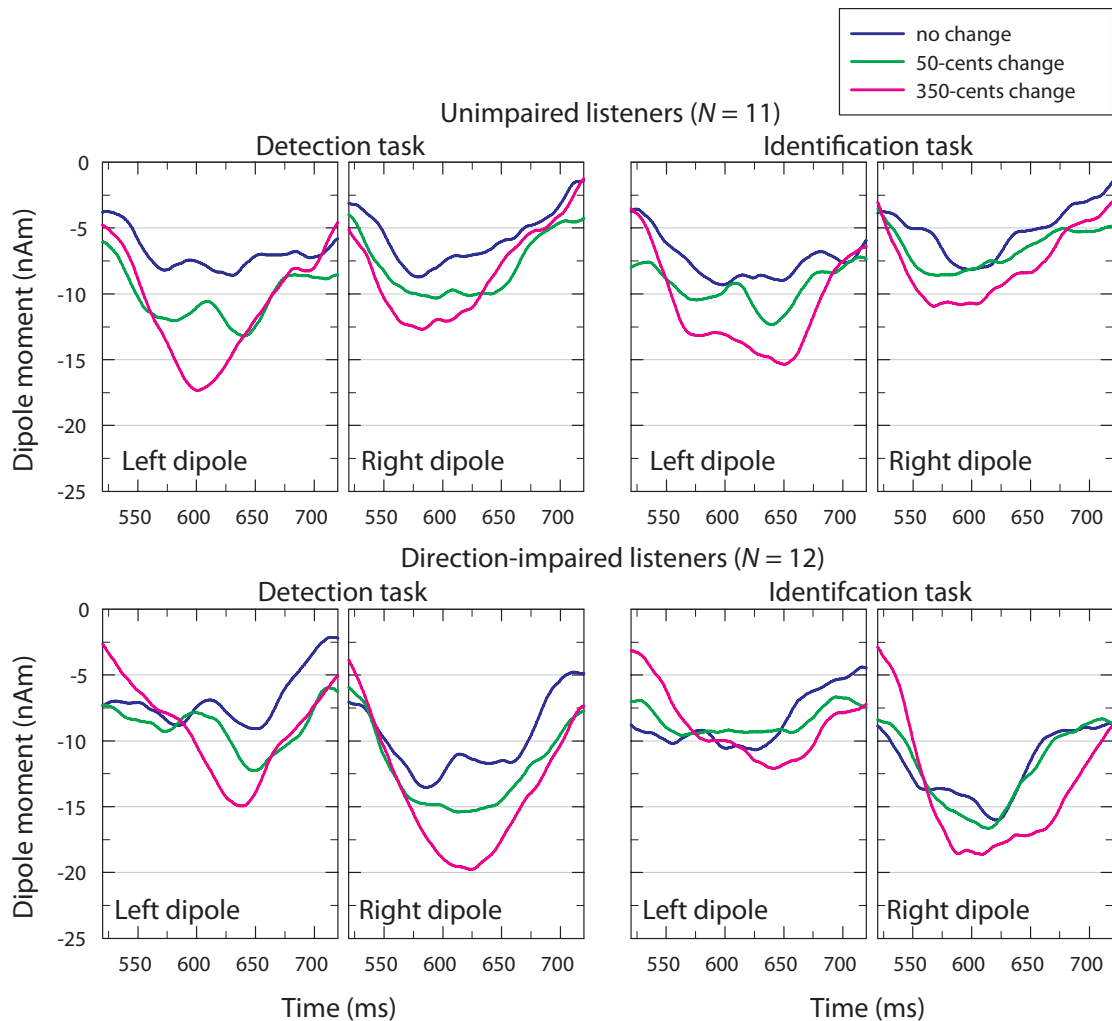 no change
50-cents change
350-cents change
Unimpaired listeners (N = 11)
Detection task
Identification task
Dipole moment (nAm)
0
-5
-10
-15
-20
-25
Left dipole
Right dipole
Left dipole
Right dipole
550 600 650 700
550 600 650 700
550 600 650 700
550 600 650 700
Direction-impaired listeners (N = 12)
Detection task
Identifcation task
Dipole moment (nAm)
0
-5
-10
-15
-20
-25
Left dipole
Right dipole
Left dipole
Right dipole
550 600 650 700
550 600 650 700
550 600 650 700
550 600 650 700
Time (ms)
Time (ms)